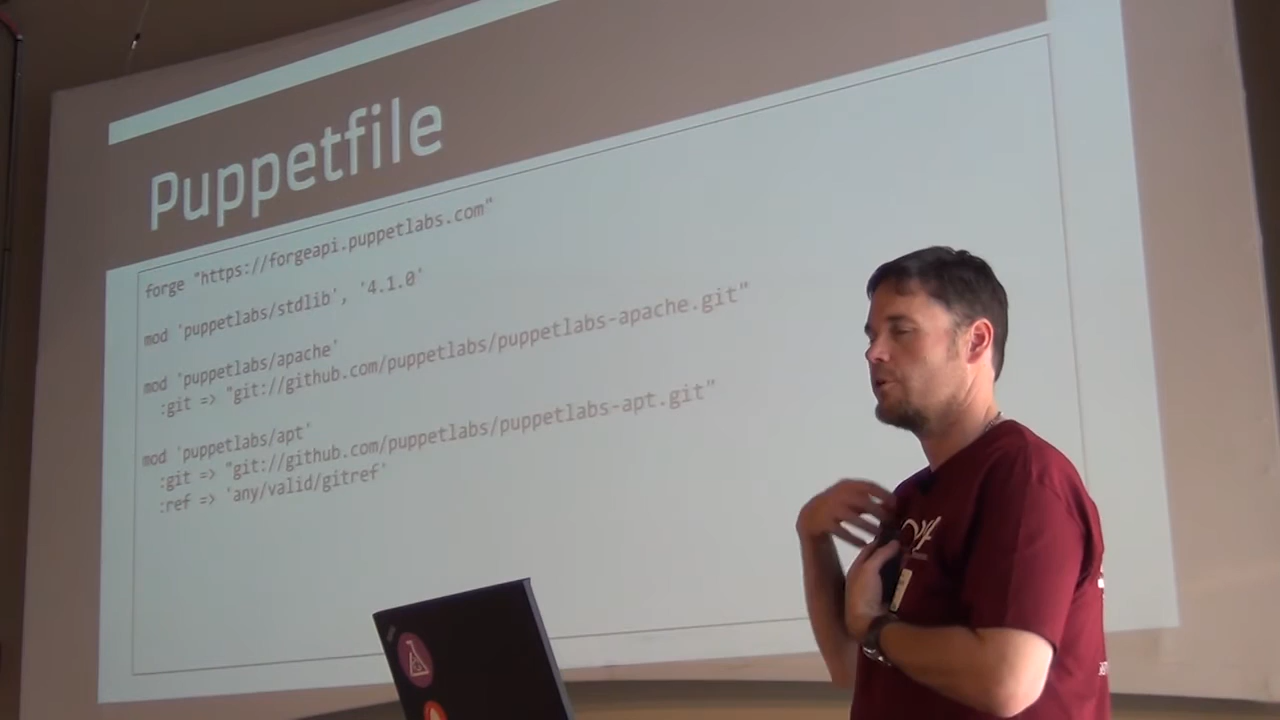 Puppetfile
forge "https://forgeapi.puppetlabs.com"
mod 'puppetlabs/stdlib', '4.1.0'
mod 'puppetlabs/apache'
:git => "git://github.com/puppetlabs/puppetlabs-apache.git"
mod 'puppetlabs/apt'
:git => "git://github.com/puppetlabs/puppetlabs-apt.git"
:ref => 'any/valid/gitref'